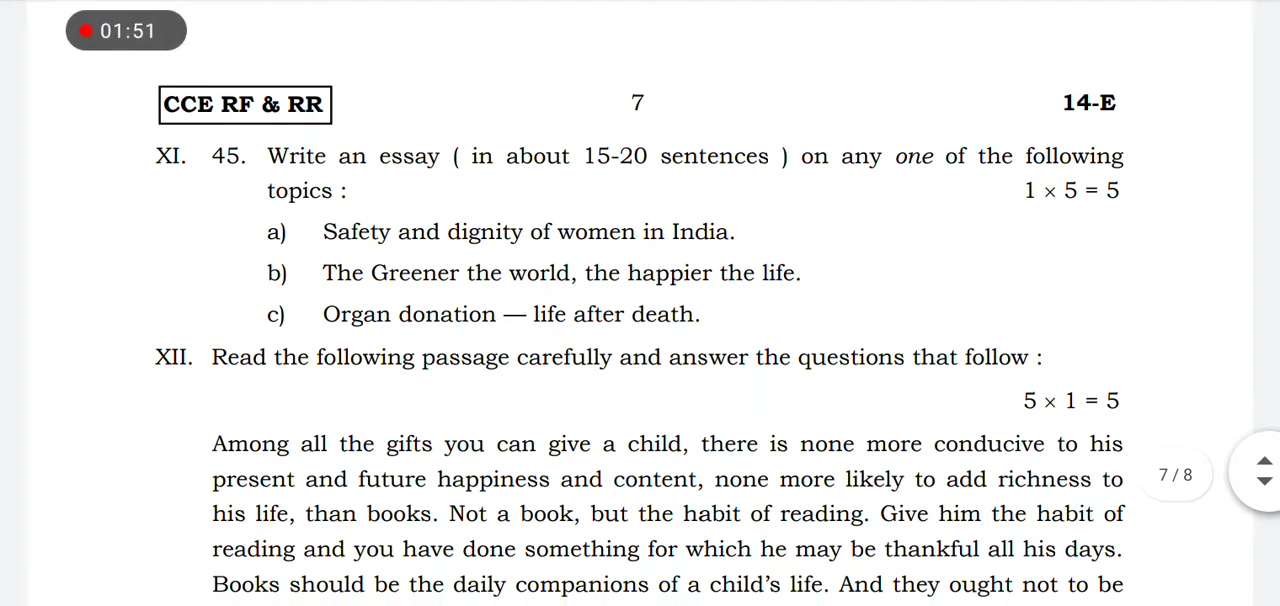 01:51
CCE RF & RR 7 14-E
XI. 45. Write an essay ( in about 15-20 sentences ) on any one of the following
topics : 1 × 5 = 5
a) Safety and dignity of women in India.
b) The Greener the world, the happier the life.
c) Organ donation — life after death.
XII. Read the following passage carefully and answer the questions that follow :
5 × 1 = 5
Among all the gifts you can give a child, there is none more conducive to his
present and future happiness and content, none more likely to add richness to
7 / 8
his life, than books. Not a book, but the habit of reading. Give him the habit of
reading and you have done something for which he may be thankful all his days.
Books should be the daily companions of a child's life. And they ought not to be